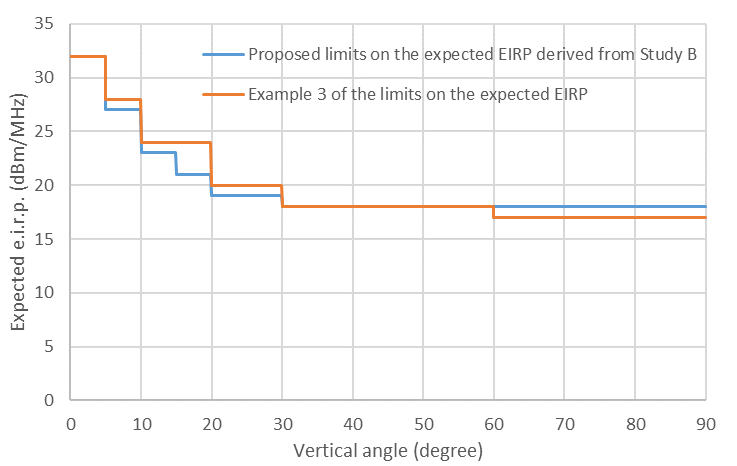 35
30
25
20
15
10
5
0
Expected e.i.r.p. (dBm/MHz)
Proposed limits on the expected EIRP derived from Study B
Example 3 of the limits on the expected EIRP
0 10 20 30 40 50 60 70 80 90
Vertical angle (degree)